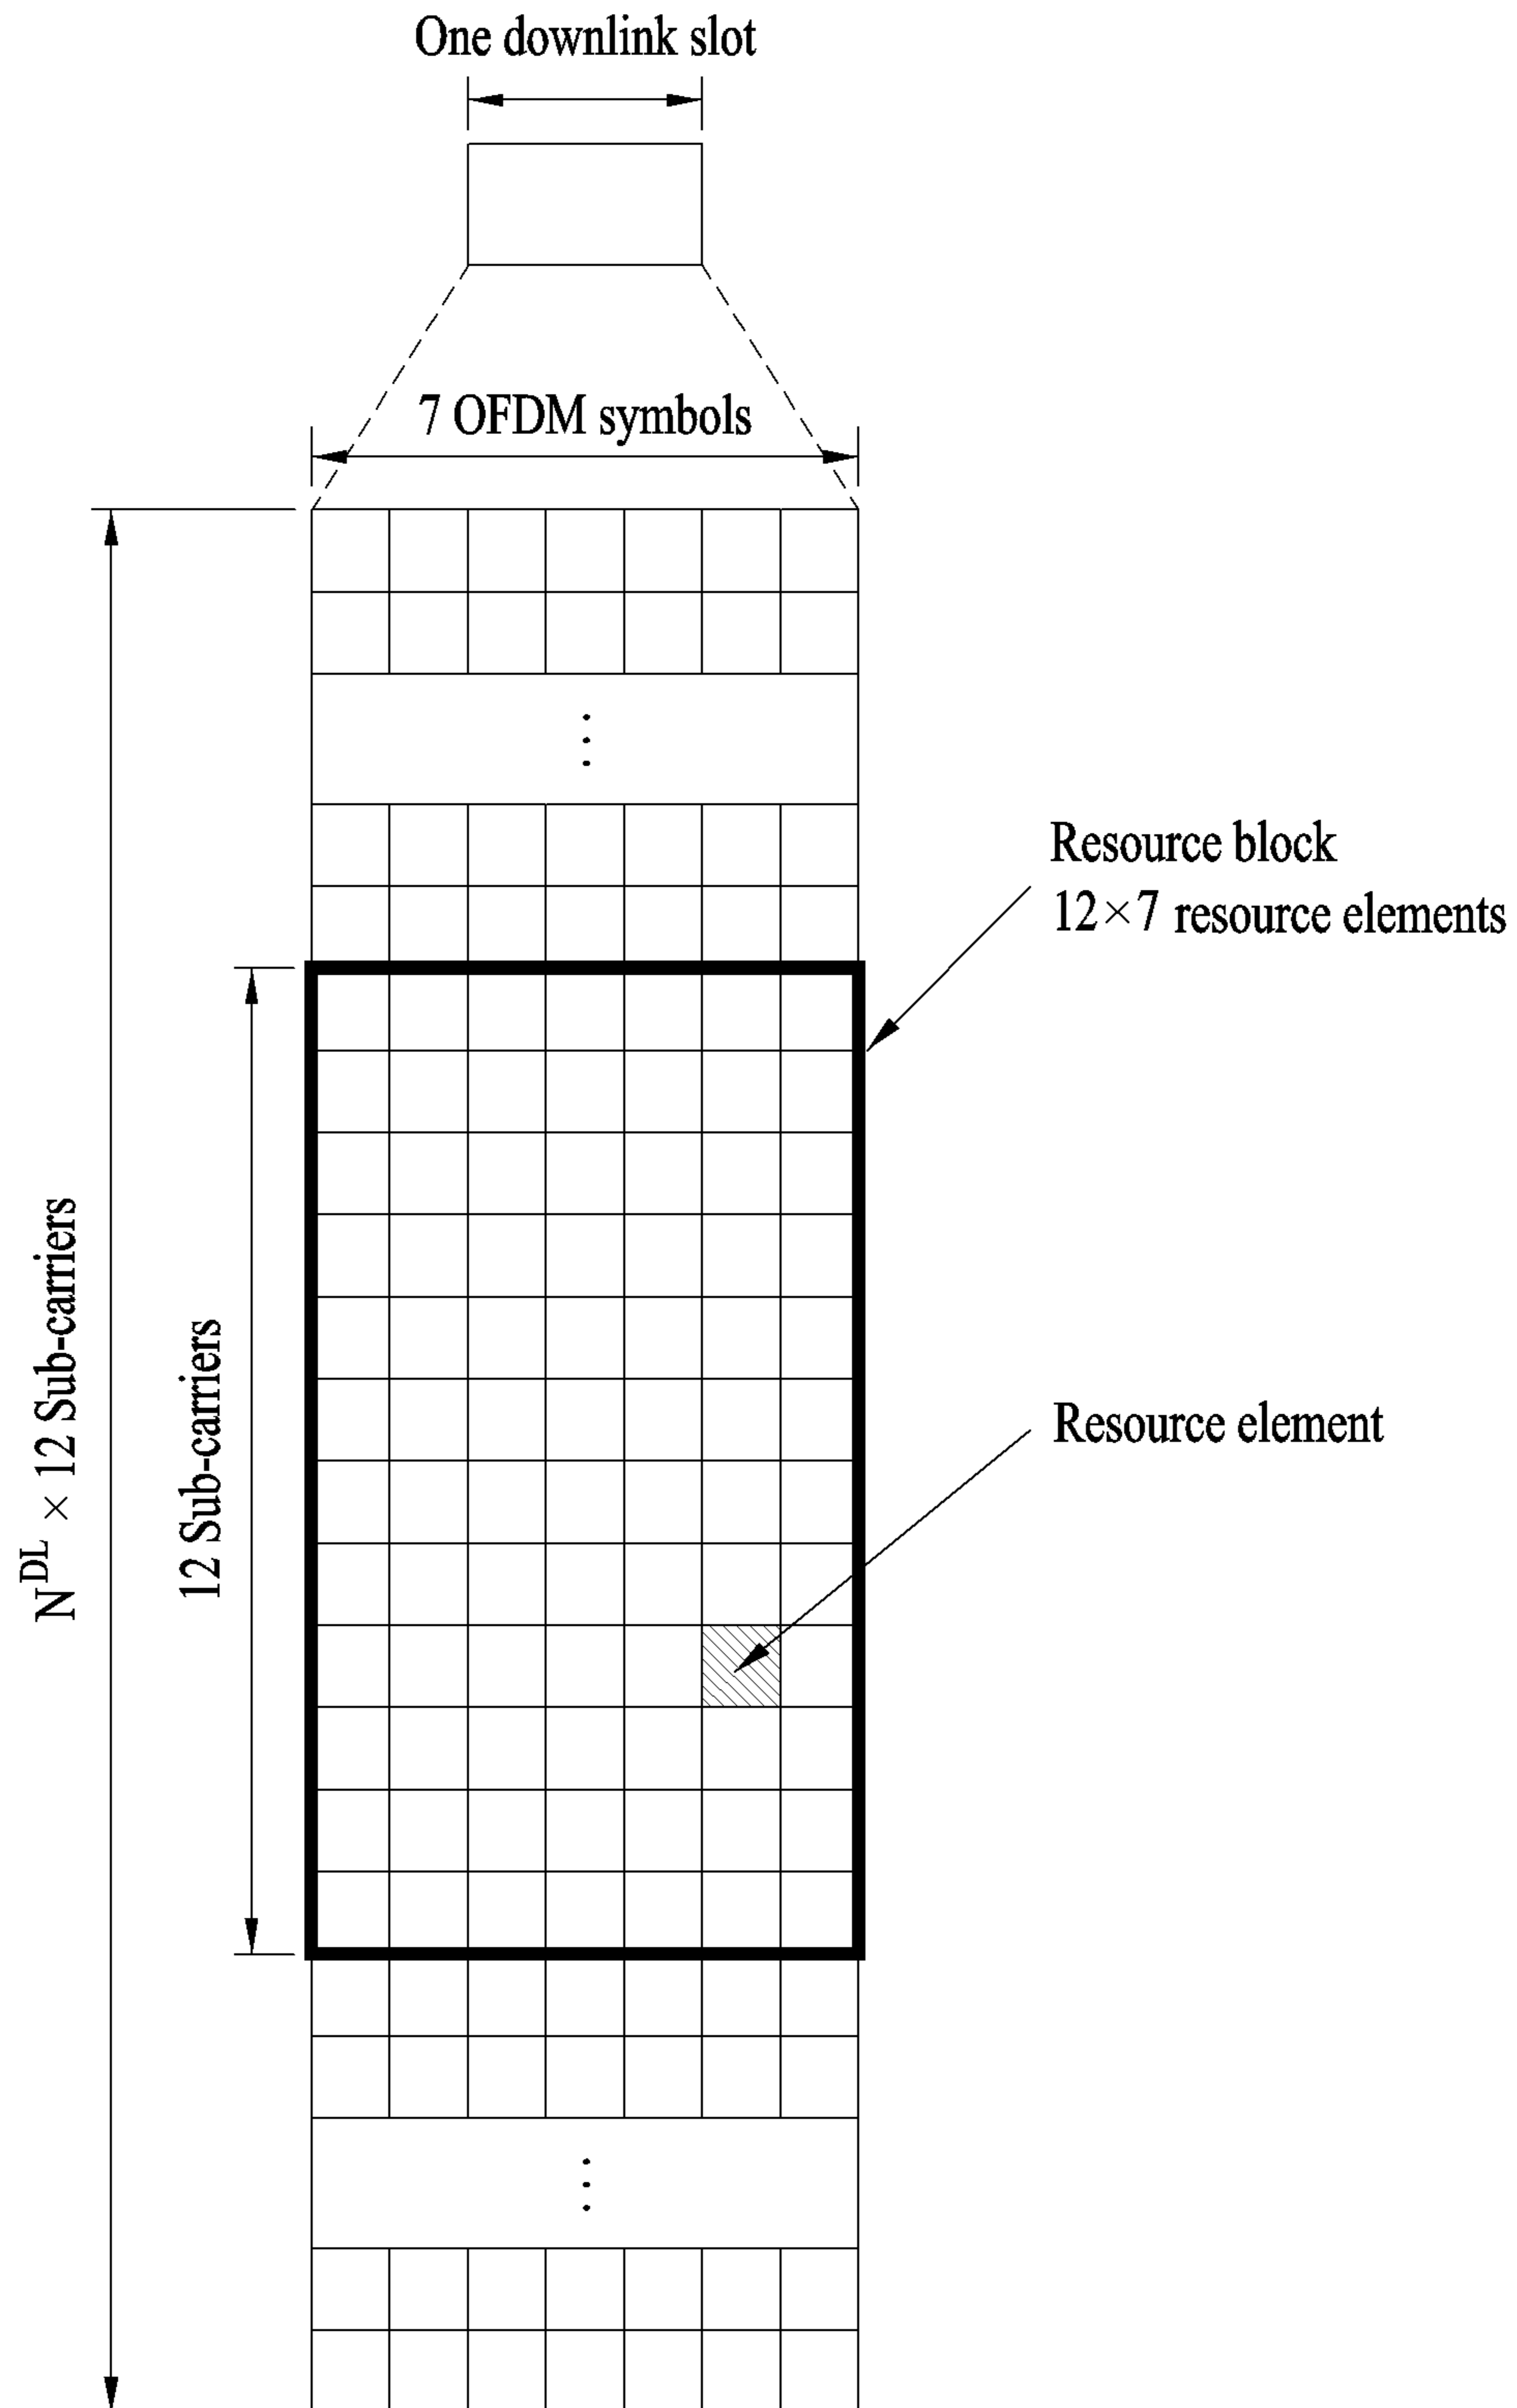 One downlink slot
7 OFDM symbols
Resource block
12×7 resource elements
N^DL × 12 Sub-carriers
12 Sub-carriers
Resource element